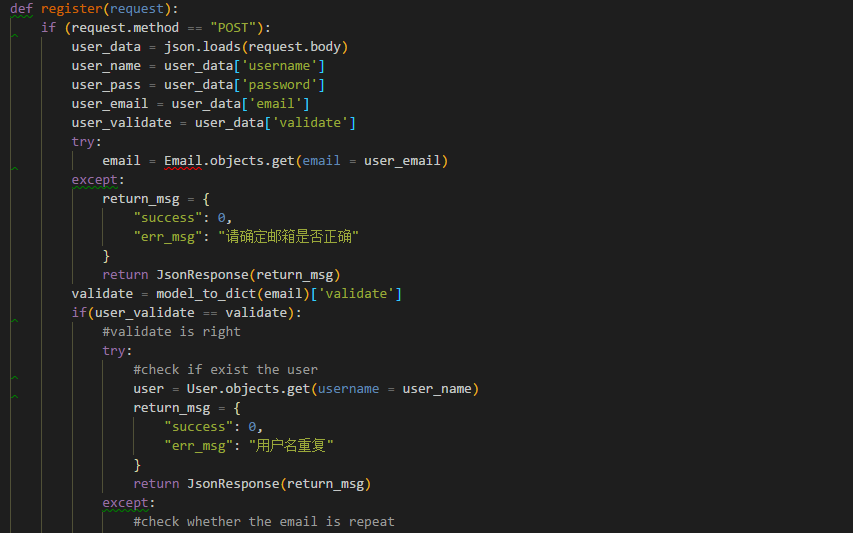 def register(request):
    if (request.method == "POST"):
        user_data = json.loads(request.body)
        user_name = user_data['username']
        user_pass = user_data['password']
        user_email = user_data['email']
        user_validate = user_data['validate']
        try:
            email = Email.objects.get(email = user_email)
        except:
            return_msg = {
                "success": 0,
                "err_msg": "请确定邮箱是否正确"
            }
            return JsonResponse(return_msg)
        validate = model_to_dict(email)['validate']
        if(user_validate == validate):
            #validate is right
            try:
                #check if exist the user
                user = User.objects.get(username = user_name)
                return_msg = {
                    "success": 0,
                    "err_msg": "用户名重复"
                }
                return JsonResponse(return_msg)
            except:
                #check whether the email is repeat